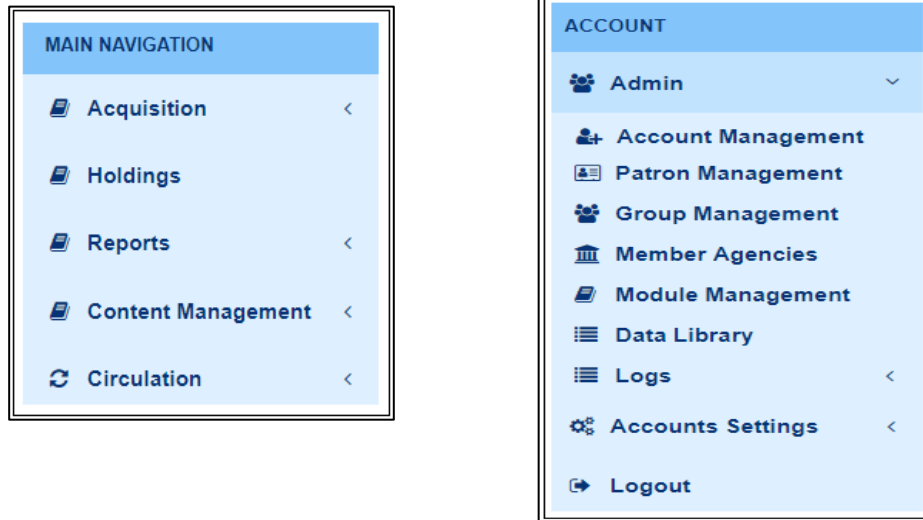 MAIN NAVIGATION
Acquisition
Holdings
Reports
Content Management
Circulation
ACCOUNT
Admin
Account Management
Patron Management
Group Management
Member Agencies
Module Management
Data Library
Logs
Accounts Settings
Logout